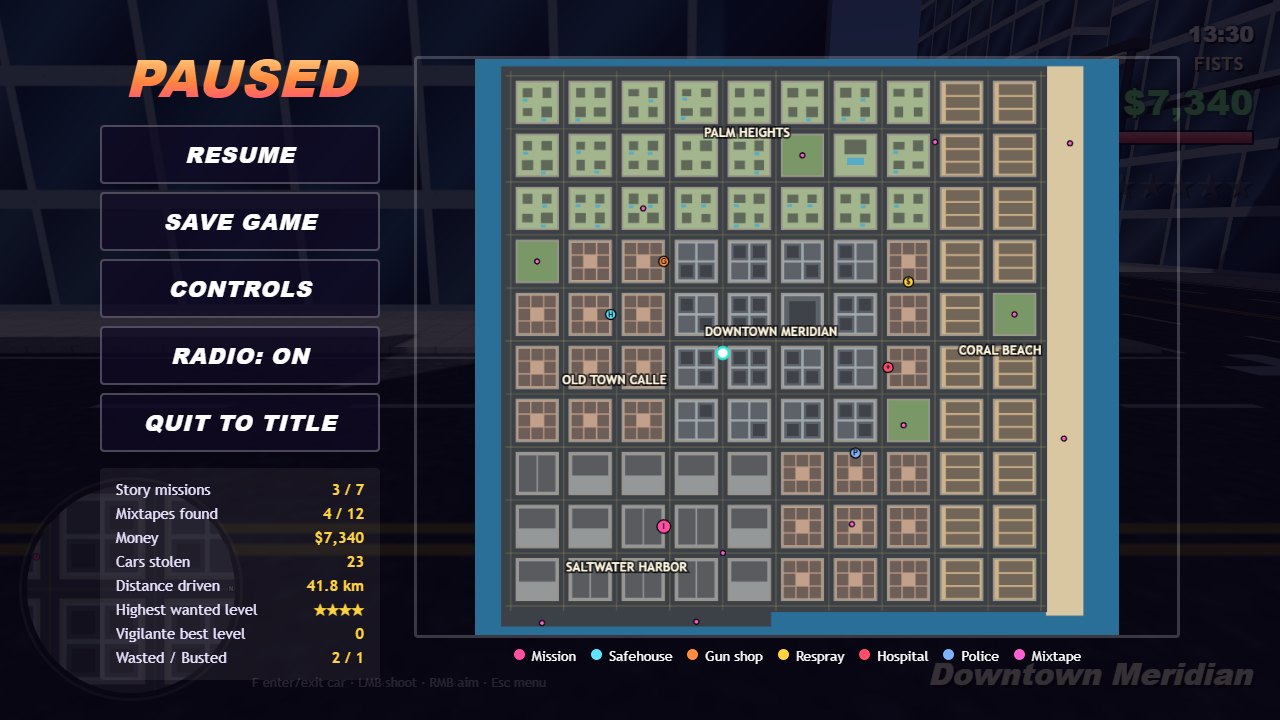 PAUSED
RESUME
SAVE GAME
CONTROLS
RADIO: ON
QUIT TO TITLE
Story missions 3 / 7
Mixtapes found 4 / 12
Money $7,340
Cars stolen 23
Distance driven 41.8 km
Highest wanted level ★★★★
Vigilante best level 0
Wasted / Busted 2 / 1
PALM HEIGHTS
G
$
H
DOWNTOWN MERIDIAN
CORAL BEACH
OLD TOWN CALLE
P
I
SALTWATER HARBOR
Mission
Safehouse
Gun shop
Respray
Hospital
Police
Mixtape
13:30
FISTS
$7,340
F enter/exit car · LMB shoot · RMB aim · Esc menu
Downtown Meridian